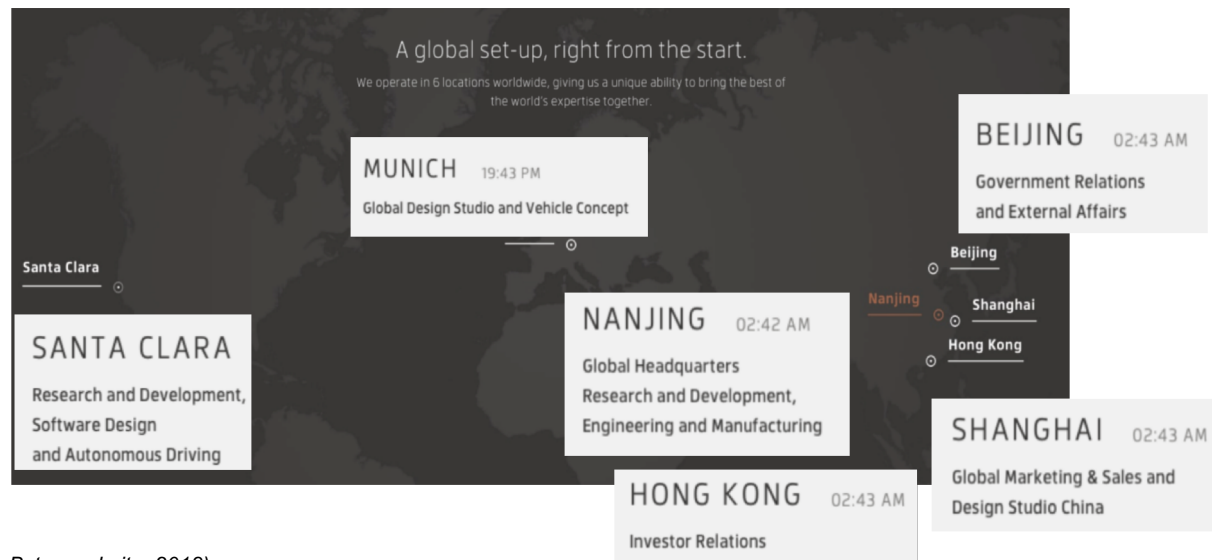 A global set-up, right from the start.
We operate in 6 locations worldwide, giving us a unique ability to bring the best of
the world's expertise together.
MUNICH 19:43 PM
Global Design Studio and Vehicle Concept
BEIJING 02:43 AM
Government Relations
and External Affairs
Santa Clara
Beijing
Nanjing
Shanghai
Hong Kong
SANTA CLARA
Research and Development,
Software Design
and Autonomous Driving
NANJING 02:42 AM
Global Headquarters
Research and Development,
Engineering and Manufacturing
SHANGHAI 02:43 AM
Global Marketing & Sales and
Design Studio China
HONG KONG 02:43 AM
Investor Relations